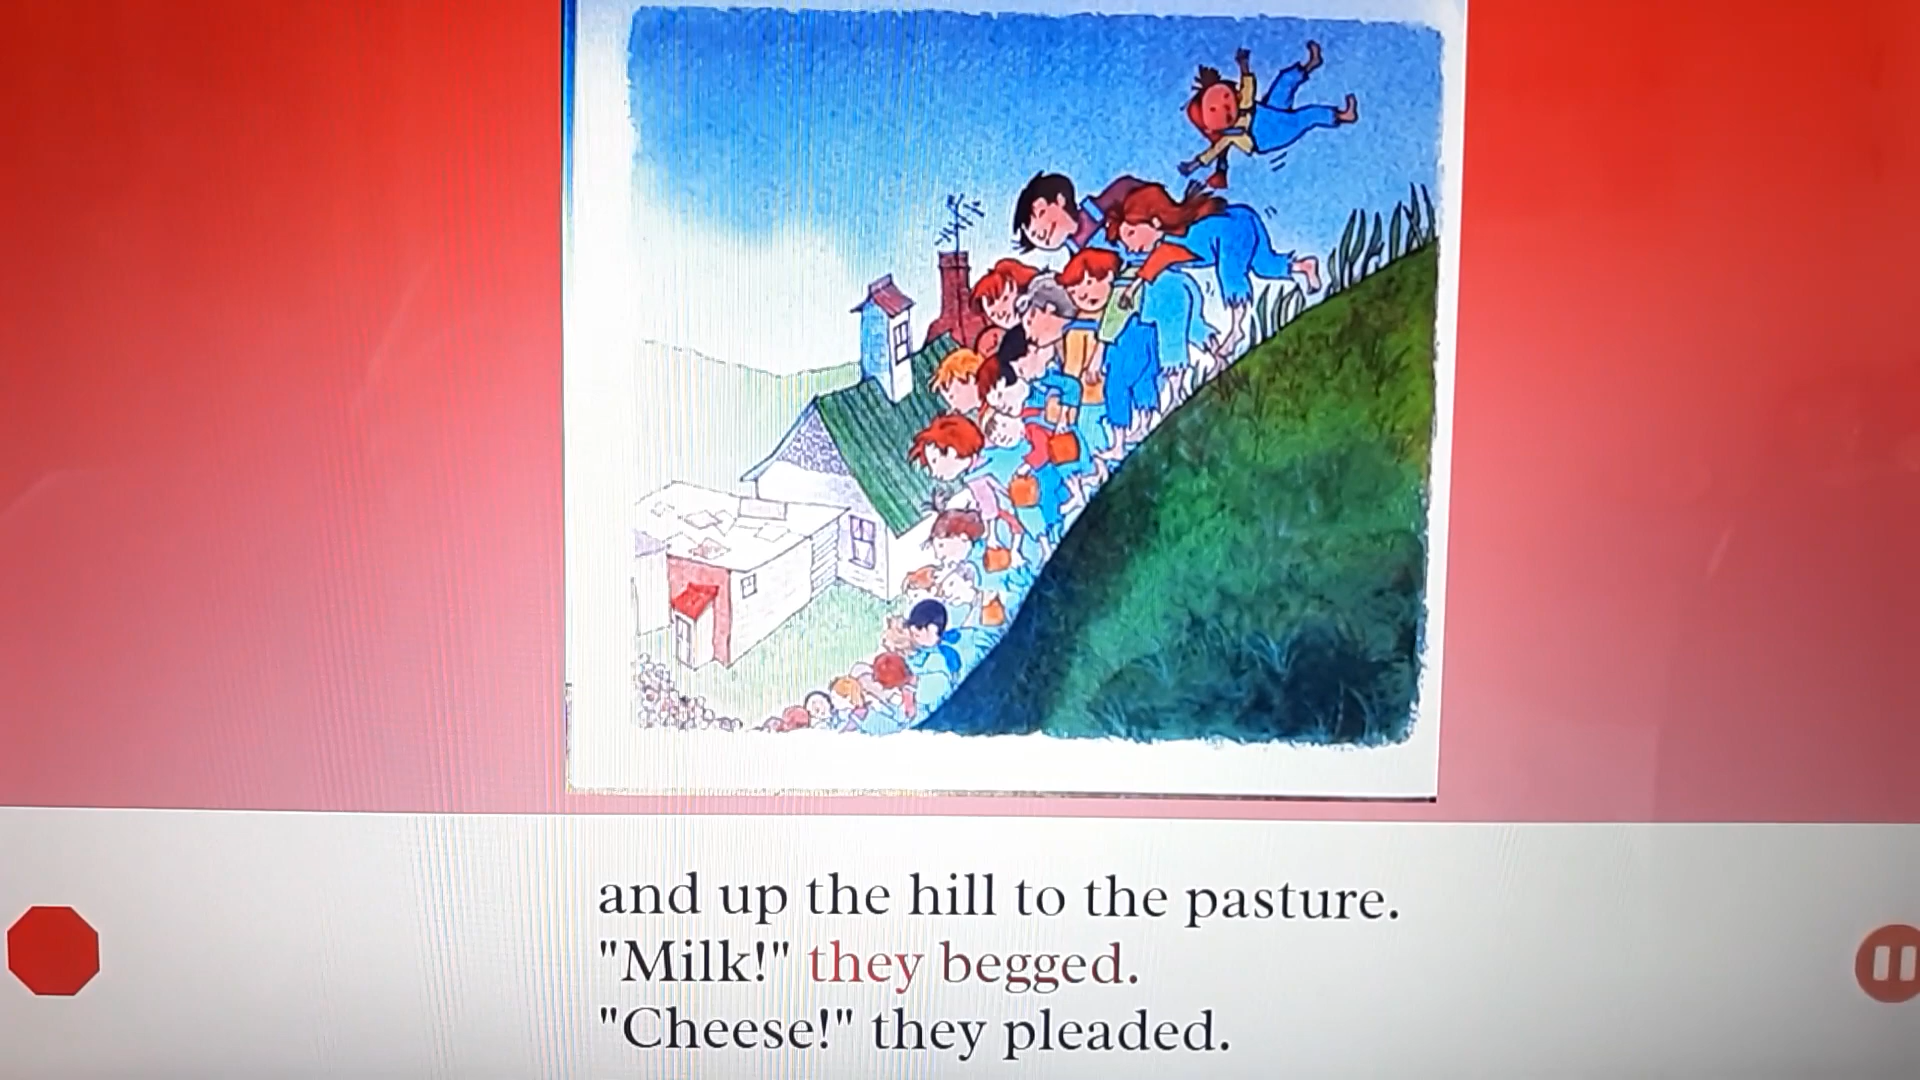 and up the hill to the pasture.
"Milk!" they begged.
"Cheese!" they pleaded.